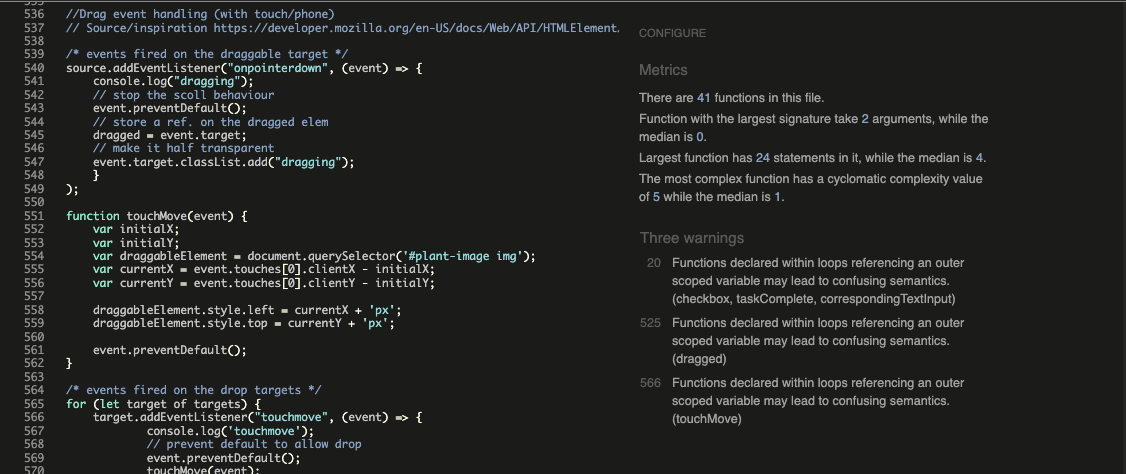 535
536 //Drag event handling (with touch/phone)
537 // Source/inspiration https://developer.mozilla.org/en-US/docs/Web/API/HTMLElement.
538
539 /* events fired on the draggable target */
540 source.addEventListener("onpointerdown", (event) => {
541 console.log("dragging");
542 // stop the scoll behaviour
543 event.preventDefault();
544 // store a ref. on the dragged elem
545 dragged = event.target;
546 // make it half transparent
547 event.target.classList.add("dragging");
548 }
549 );
550
551 function touchMove(event) {
552 var initialX;
553 var initialY;
554 var draggableElement = document.querySelector('#plant-image img');
555 var currentX = event.touches[0].clientX - initialX;
556 var currentY = event.touches[0].clientY - initialY;
557
558 draggableElement.style.left = currentX + 'px';
559 draggableElement.style.top = currentY + 'px';
560
561 event.preventDefault();
562 }
563
564 /* events fired on the drop targets */
565 for (let target of targets) {
566 target.addEventListener("touchmove", (event) => {
567 console.log('touchmove');
568 // prevent default to allow drop
569 event.preventDefault();
570 touchMove(event);
CONFIGURE
Metrics
There are 41 functions in this file.
Function with the largest signature take 2 arguments, while the
median is 0.
Largest function has 24 statements in it, while the median is 4.
The most complex function has a cyclomatic complexity value
of 5 while the median is 1.
Three warnings
20 Functions declared within loops referencing an outer
scoped variable may lead to confusing semantics.
(checkbox, taskComplete, correspondingTextInput)
525 Functions declared within loops referencing an outer
scoped variable may lead to confusing semantics.
(dragged)
566 Functions declared within loops referencing an outer
scoped variable may lead to confusing semantics.
(touchMove)